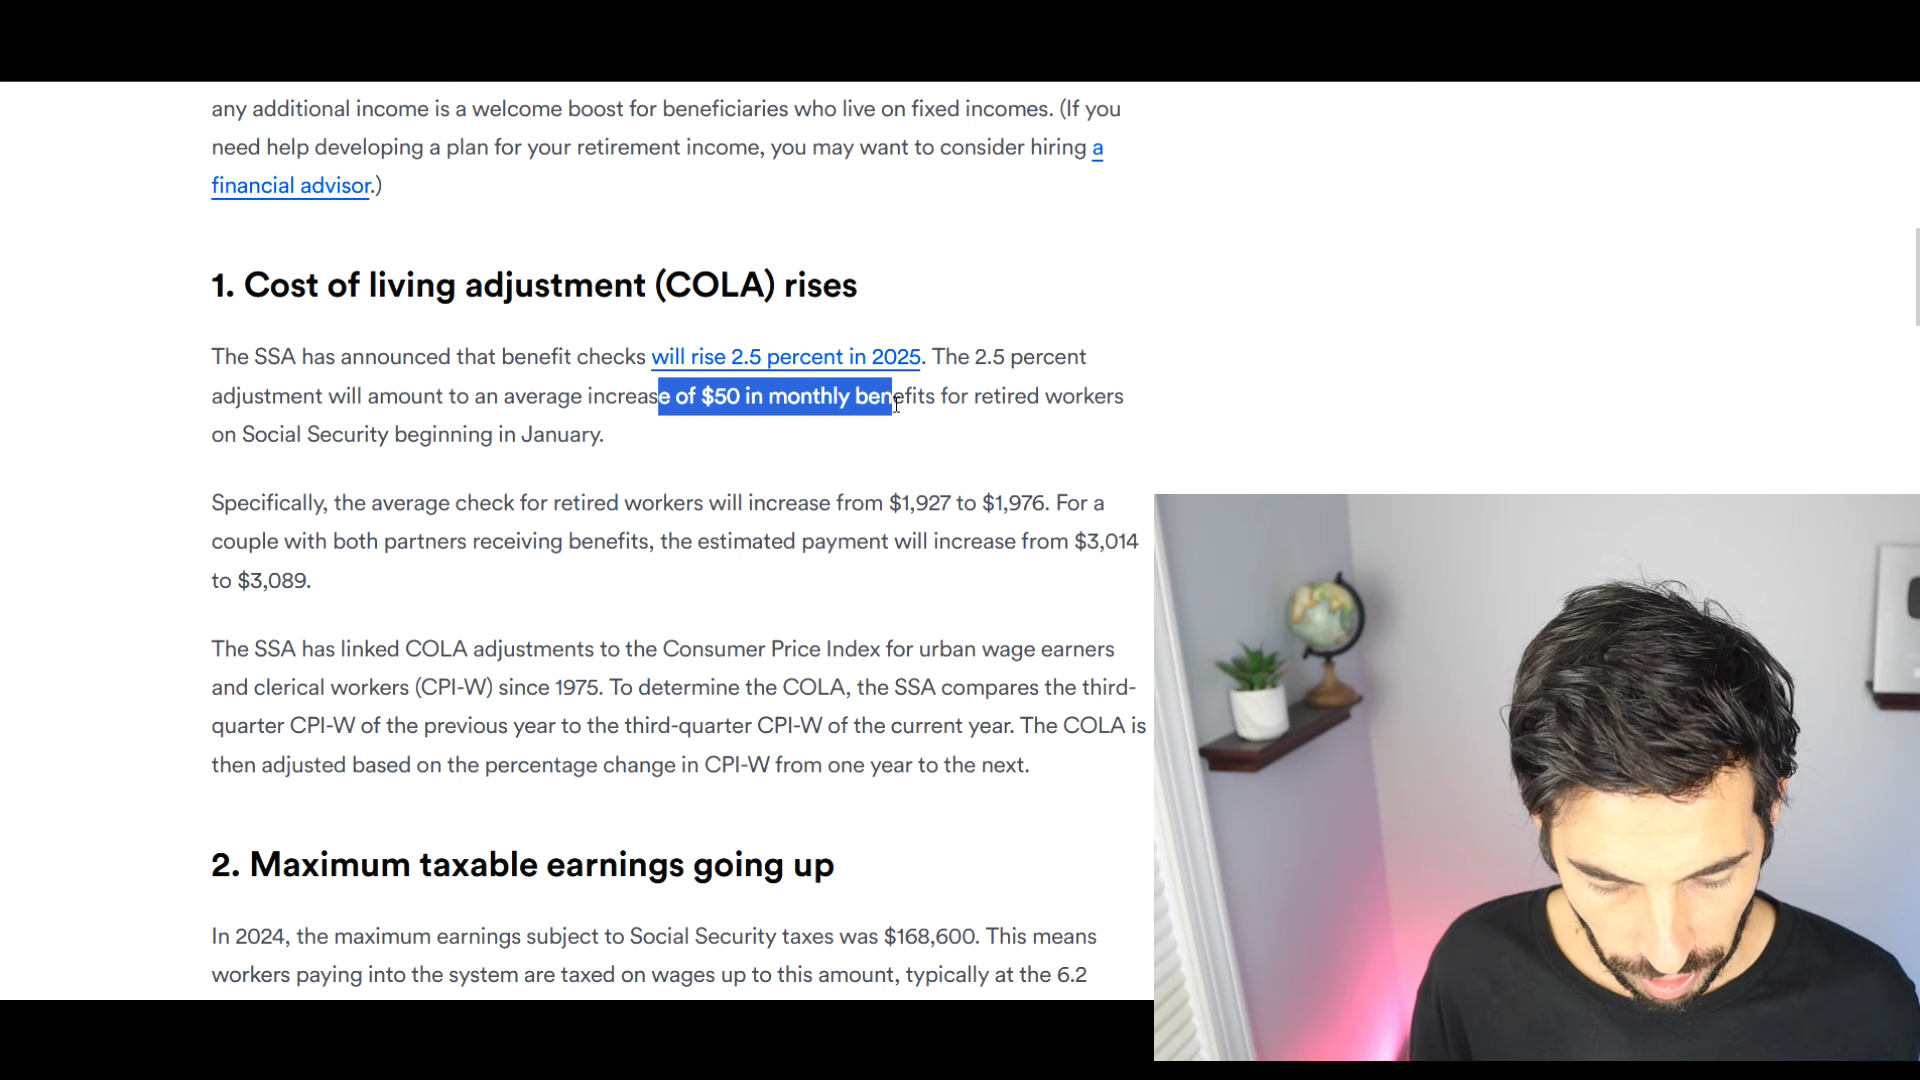 any additional income is a welcome boost for beneficiaries who live on fixed incomes. (If you
need help developing a plan for your retirement income, you may want to consider hiring a
financial advisor.)
1. Cost of living adjustment (COLA) rises
The SSA has announced that benefit checks will rise 2.5 percent in 2025. The 2.5 percent
adjustment will amount to an average increase of $50 in monthly benefits for retired workers
on Social Security beginning in January.
Specifically, the average check for retired workers will increase from $1,927 to $1,976. For a
couple with both partners receiving benefits, the estimated payment will increase from $3,014
to $3,089.
The SSA has linked COLA adjustments to the Consumer Price Index for urban wage earners
and clerical workers (CPI-W) since 1975. To determine the COLA, the SSA compares the third-
quarter CPI-W of the previous year to the third-quarter CPI-W of the current year. The COLA is
then adjusted based on the percentage change in CPI-W from one year to the next.
2. Maximum taxable earnings going up
In 2024, the maximum earnings subject to Social Security taxes was $168,600. This means
workers paying into the system are taxed on wages up to this amount, typically at the 6.2